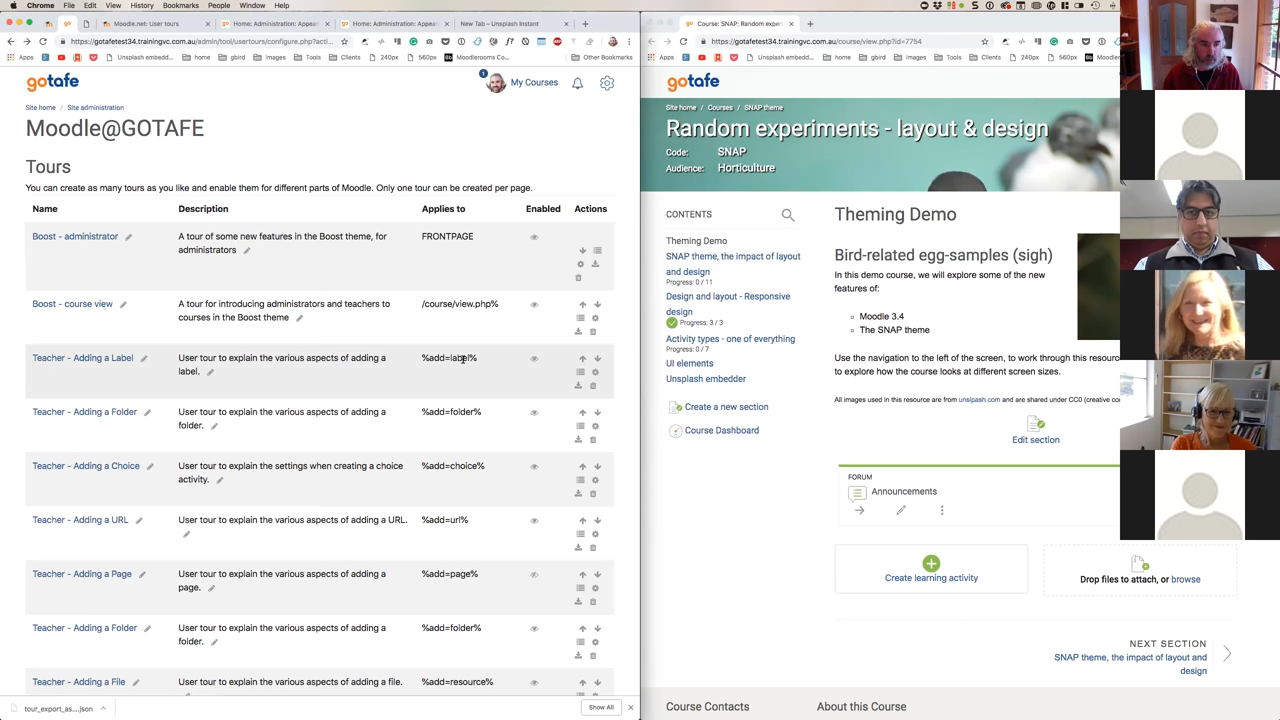 Chrome File Edit View History Bookmarks People Window Help
Moodle.net: User tours
Home: Administration: Appear
Home: Administration: Appear
New Tab - Unsplash Instant
https://gotafetest34.trainingvc.com.au/admin/tool/usertours/configure.php?acti...
Apps Unsplash embedd... home gbird Images Tools Clients 240px 560px Moodlerooms Co... Other Bookmarks
gotafe
1
My Courses
Site home / Site administration
Moodle@GOTAFE
Tours
You can create as many tours as you like and enable them for different parts of Moodle. Only one tour can be created per page.
Name Description Applies to Enabled Actions
Boost - administrator
A tour of some new features in the Boost theme, for
administrators
FRONTPAGE
Boost - course view
A tour for introducing administrators and teachers to
courses in the Boost theme
/course/view.php%
Teacher - Adding a Label
User tour to explain the various aspects of adding a
label.
%add=label%
Teacher - Adding a Folder
User tour to explain the various aspects of adding a
folder.
%add=folder%
Teacher - Adding a Choice
User tour to explain the settings when creating a choice
activity.
%add=choice%
Teacher - Adding a URL
User tour to explain the various aspects of adding a URL.
%add=url%
Teacher - Adding a Page
User tour to explain the various aspects of adding a
page.
%add=page%
Teacher - Adding a Folder
User tour to explain the various aspects of adding a
folder.
%add=folder%
Teacher - Adding a File
User tour to explain the various aspects of adding a file.
%add=resource%
tour_export_as....json
Show All
Course: SNAP: Random exper
https://gotafetest34.trainingvc.com.au/course/view.php?id=7754
Apps Unsplash embedd... home gbird Images Tools Clients 240px 560px
gotafe
Site home / Courses / SNAP theme
Random experiments - layout & design
Code: SNAP
Audience: Horticulture
CONTENTS
Theming Demo
SNAP theme, the impact of layout
and design
Progress: 0 / 11
Design and layout - Responsive
design
Progress: 3 / 3
Activity types - one of everything
Progress: 0 / 7
UI elements
Unsplash embedder
Create a new section
Course Dashboard
Theming Demo
Bird-related egg-samples (sigh)
In this demo course, we will explore some of the new
features of:
Moodle 3.4
The SNAP theme
Use the navigation to the left of the screen, to work through this resourc
to explore how the course looks at different screen sizes.
All images used in this resource are from unslpash.com and are shared under CC0 (creative co
Edit section
FORUM
Announcements
Create learning activity
Drop files to attach, or browse
NEXT SECTION
SNAP theme, the impact of layout and
design
Course Contacts
About this Course